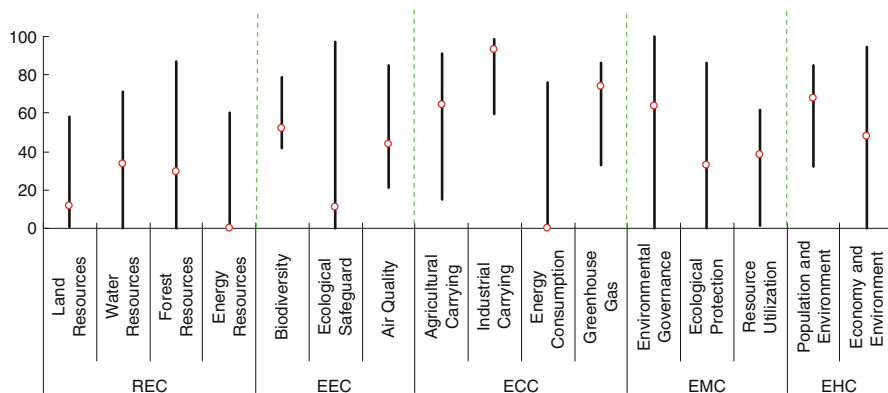 100
80
60
40
20
0
Land
Resources
Water
Resources
Forest
Resources
Energy
Resources
Biodiversity
Ecological
Safeguard
Air Quality
Agricultural
Carrying
Industrial
Carrying
Energy
Consumption
Greenhouse
Gas
Environmental
Governance
Ecological
Protection
Resource
Utilization
Population and
Environment
Economy and
Environment
REC
EEC
ECC
EMC
EHC